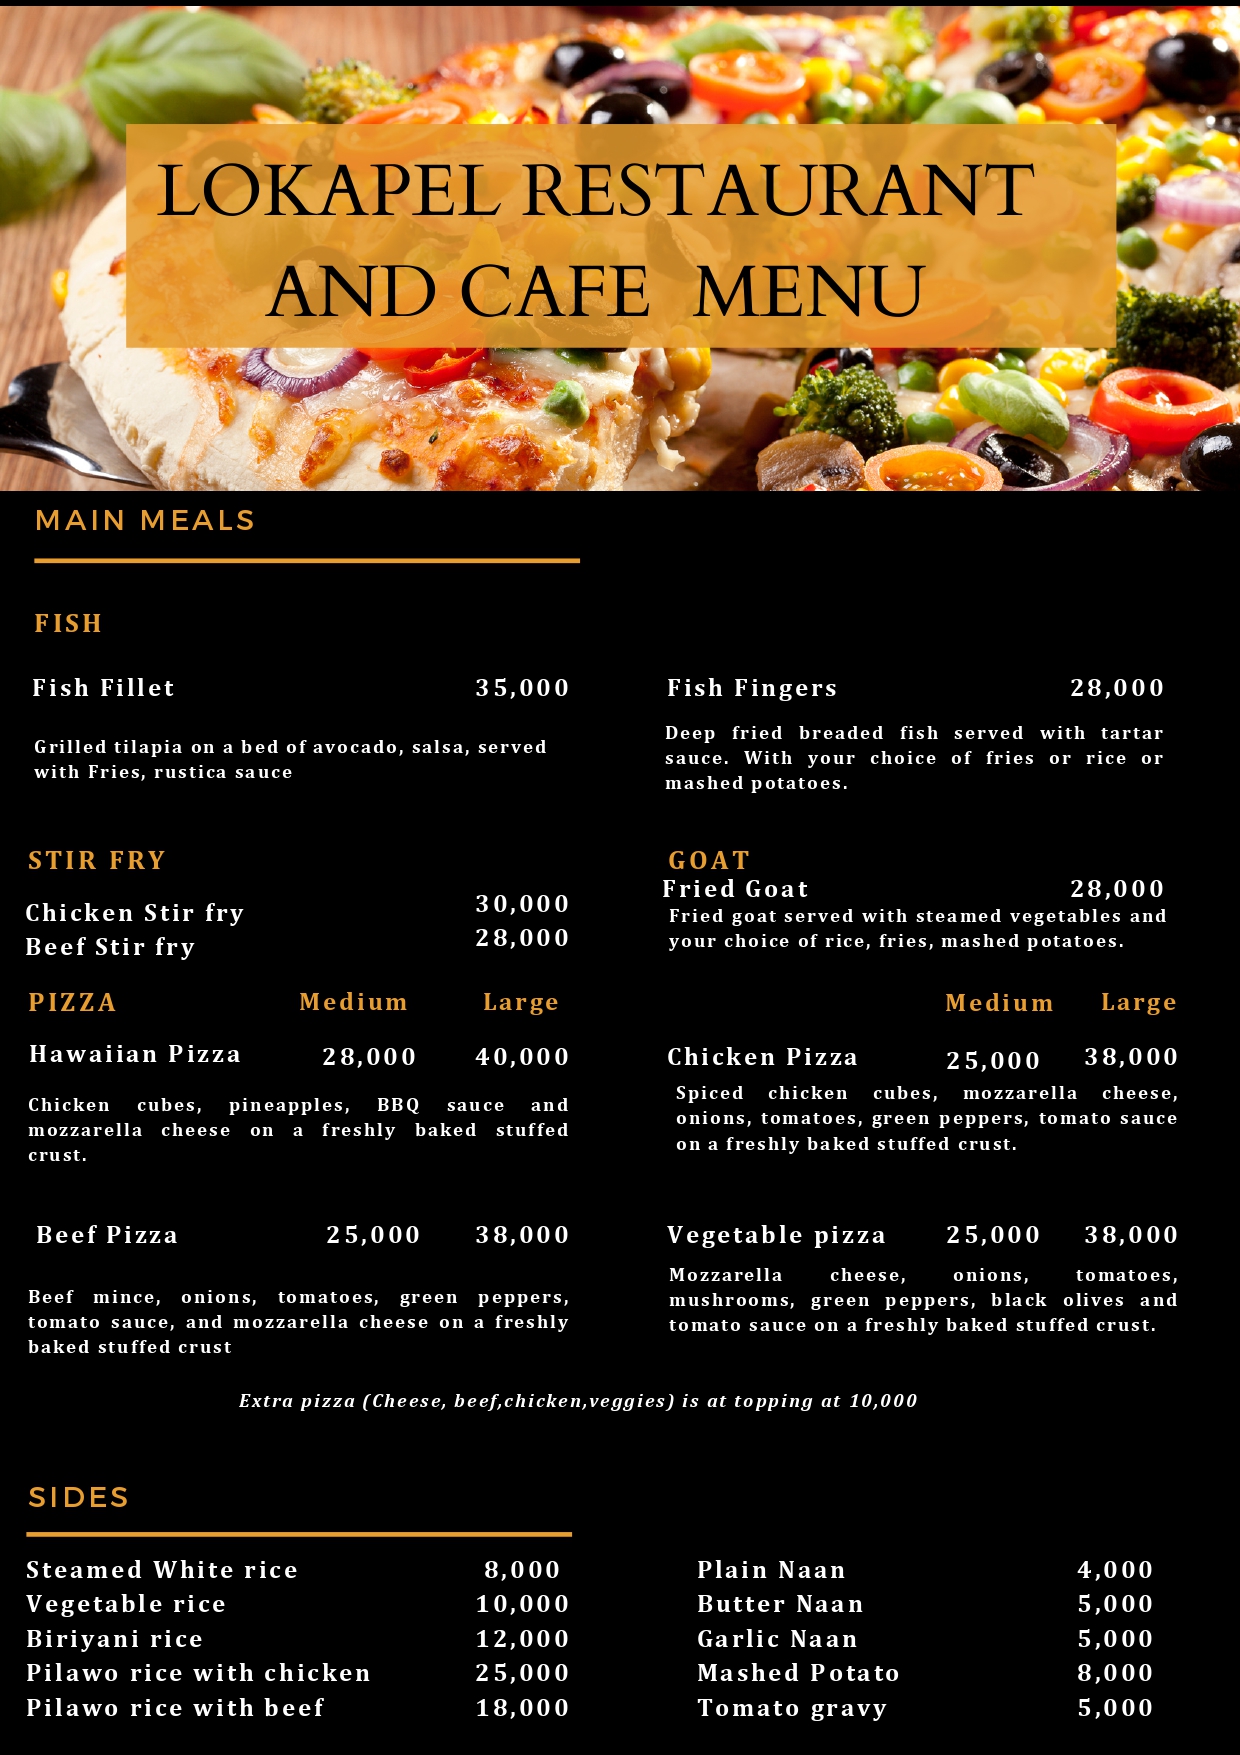 LOKAPEL RESTAURANT
AND CAFE MENU
MAIN MEALS
FISH
Fish Fillet 35,000
Grilled tilapia on a bed of avocado, salsa, served
with Fries, rustica sauce
Fish Fingers 28,000
Deep fried breaded fish served with tartar
sauce. With your choice of fries or rice or
mashed potatoes.
STIR FRY
Chicken Stir fry 30,000
Beef Stir fry 28,000
GOAT
Fried Goat 28,000
Fried goat served with steamed vegetables and
your choice of rice, fries, mashed potatoes.
PIZZA Medium Large
Hawaiian Pizza 28,000 40,000
Chicken cubes, pineapples, BBQ sauce and
mozzarella cheese on a freshly baked stuffed
crust.
Medium Large
Chicken Pizza 25,000 38,000
Spiced chicken cubes, mozzarella cheese,
onions, tomatoes, green peppers, tomato sauce
on a freshly baked stuffed crust.
Beef Pizza 25,000 38,000
Beef mince, onions, tomatoes, green peppers,
tomato sauce, and mozzarella cheese on a freshly
baked stuffed crust
Vegetable pizza 25,000 38,000
Mozzarella cheese, onions, tomatoes,
mushrooms, green peppers, black olives and
tomato sauce on a freshly baked stuffed crust.
Extra pizza (Cheese, beef,chicken,veggies) is at topping at 10,000
SIDES
Steamed White rice 8,000
Vegetable rice 10,000
Biriyani rice 12,000
Pilawo rice with chicken 25,000
Pilawo rice with beef 18,000
Plain Naan 4,000
Butter Naan 5,000
Garlic Naan 5,000
Mashed Potato 8,000
Tomato gravy 5,000